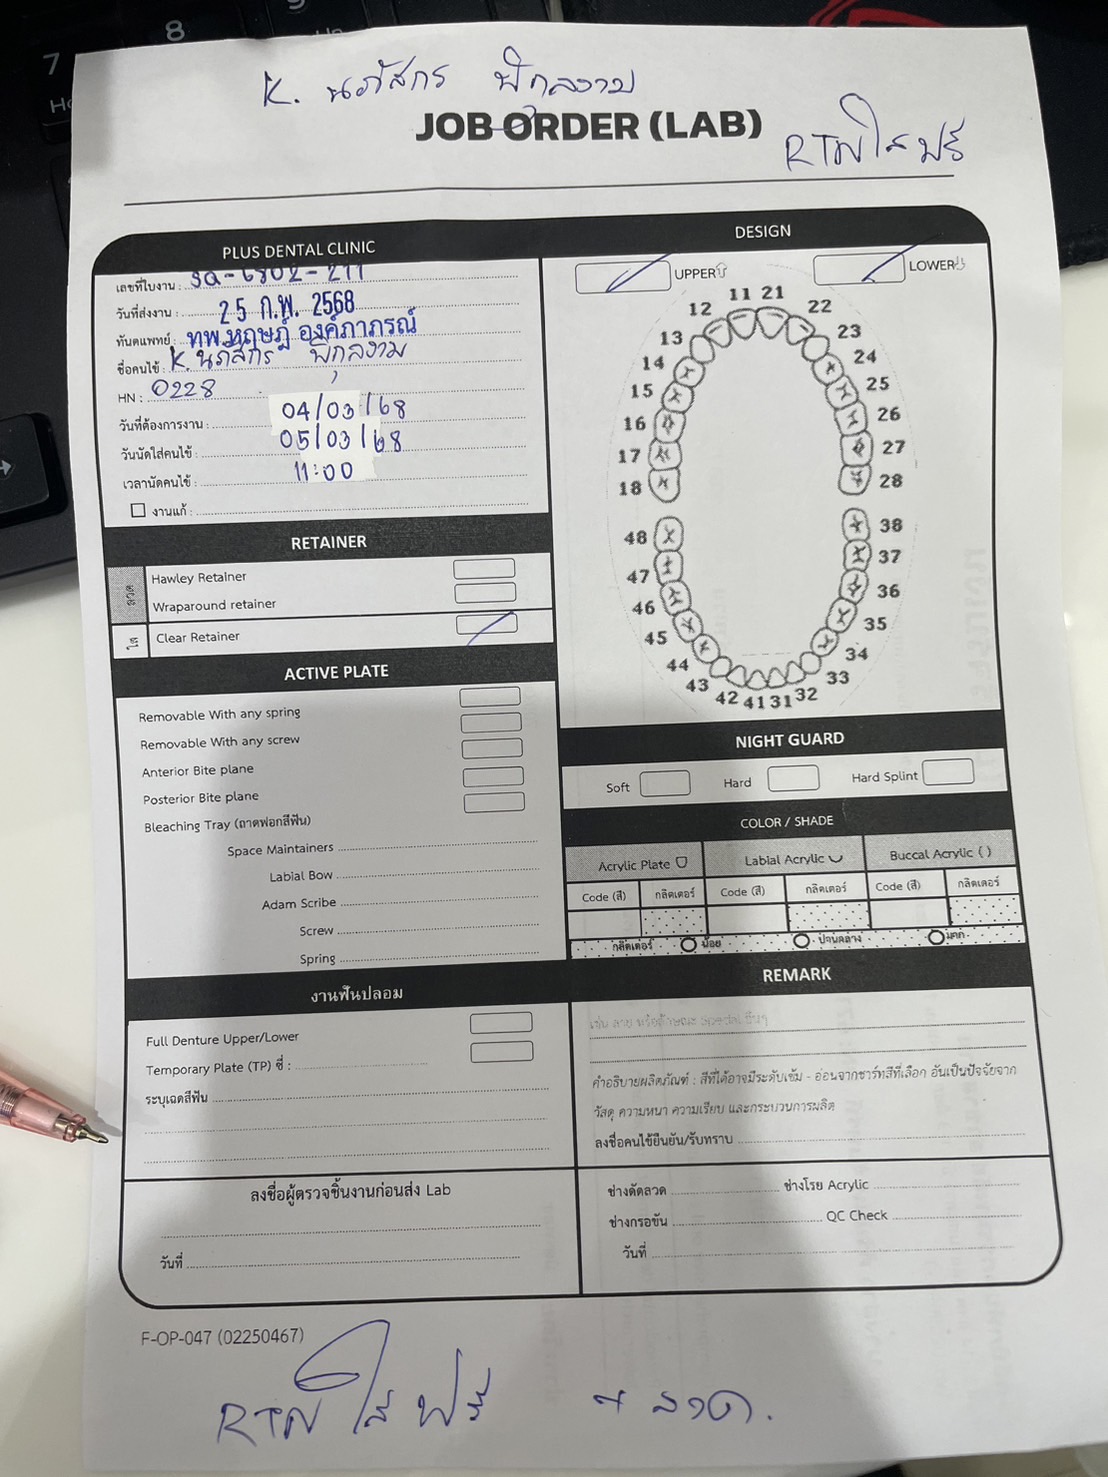 K. นภัสกร พิกุลงาม
JOB ORDER (LAB)
RTN ใส ฟรี
PLUS DENTAL CLINIC
เลขที่ใบงาน : sa-6802-211
วันที่ส่งงาน : 25 ก.พ. 2568
ทันตแพทย์ : ทพ.หฤษฎ์ องค์ภาภรณ์
ชื่อคนไข้ : K. นภัสกร พิกุลงาม
HN : 0228
วันที่ต้องการงาน : 04/03/68
วันนัดใส่คนไข้ : 05/03/68
เวลานัดคนไข้ : 11:00
งานแก้ :
DESIGN
UPPER
LOWER
11 21
12 22
13 23
14 24
15 25
16 26
17 27
18 28
48 38
47 37
46 36
45 35
44 34
43 33
42 41 31 32
RETAINER
ลวด
Hawley Retainer
Wraparound retainer
ใส
Clear Retainer
ACTIVE PLATE
Removable With any spring
Removable With any screw
Anterior Bite plane
Posterior Bite plane
Bleaching Tray (ถาดฟอกสีฟัน)
Space Maintainers
Labial Bow
Adam Scribe
Screw
Spring
NIGHT GUARD
Soft Hard Hard Splint
COLOR / SHADE
Acrylic Plate Labial Acrylic Buccal Acrylic ( )
Code (สี) กลิตเตอร์ Code (สี) กลิตเตอร์ Code (สี) กลิตเตอร์
กลิตเตอร์ น้อย ปานกลาง มาก
งานฟันปลอม
Full Denture Upper/Lower
Temporary Plate (TP) ซี่ :
ระบุเฉดสีฟัน
REMARK
เช่น ลาย หรือลักษณะ Special อื่นๆ
คำอธิบายผลิตภัณฑ์ : สีที่ได้อาจมีระดับเข้ม - อ่อนจากชาร์ทสีที่เลือก อันเป็นปัจจัยจาก
วัสดุ ความหนา ความเรียบ และกระบวนการผลิต
ลงชื่อคนไข้ยืนยัน/รับทราบ
ลงชื่อผู้ตรวจชิ้นงานก่อนส่ง Lab
วันที่
ช่างดัดลวด ช่างโรย Acrylic
ช่างกรอขัน QC Check
วันที่
F-OP-047 (02250467)
RTN ใส ฟรี ลวด.